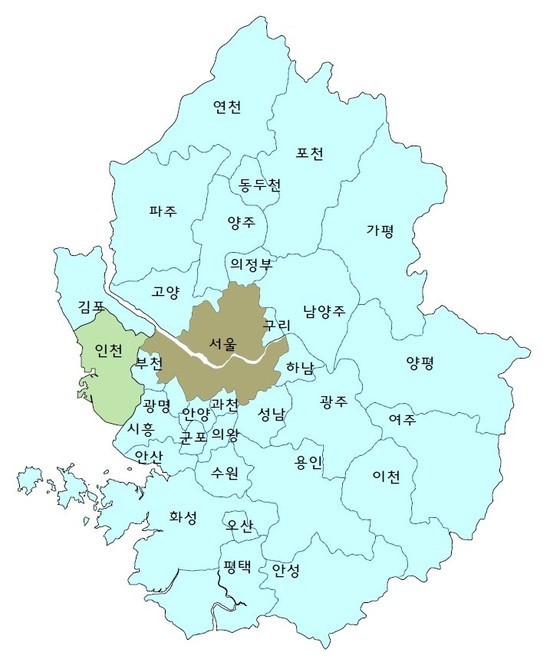 연천
포천
동두천
파주
양주
가평
의정부
고양
김포
남양주
구리
서울
인천
부천
하남
양평
광명
안양
과천
성남
광주
여주
시흥
군포
의왕
안산
수원
용인
이천
화성
오산
평택
안성